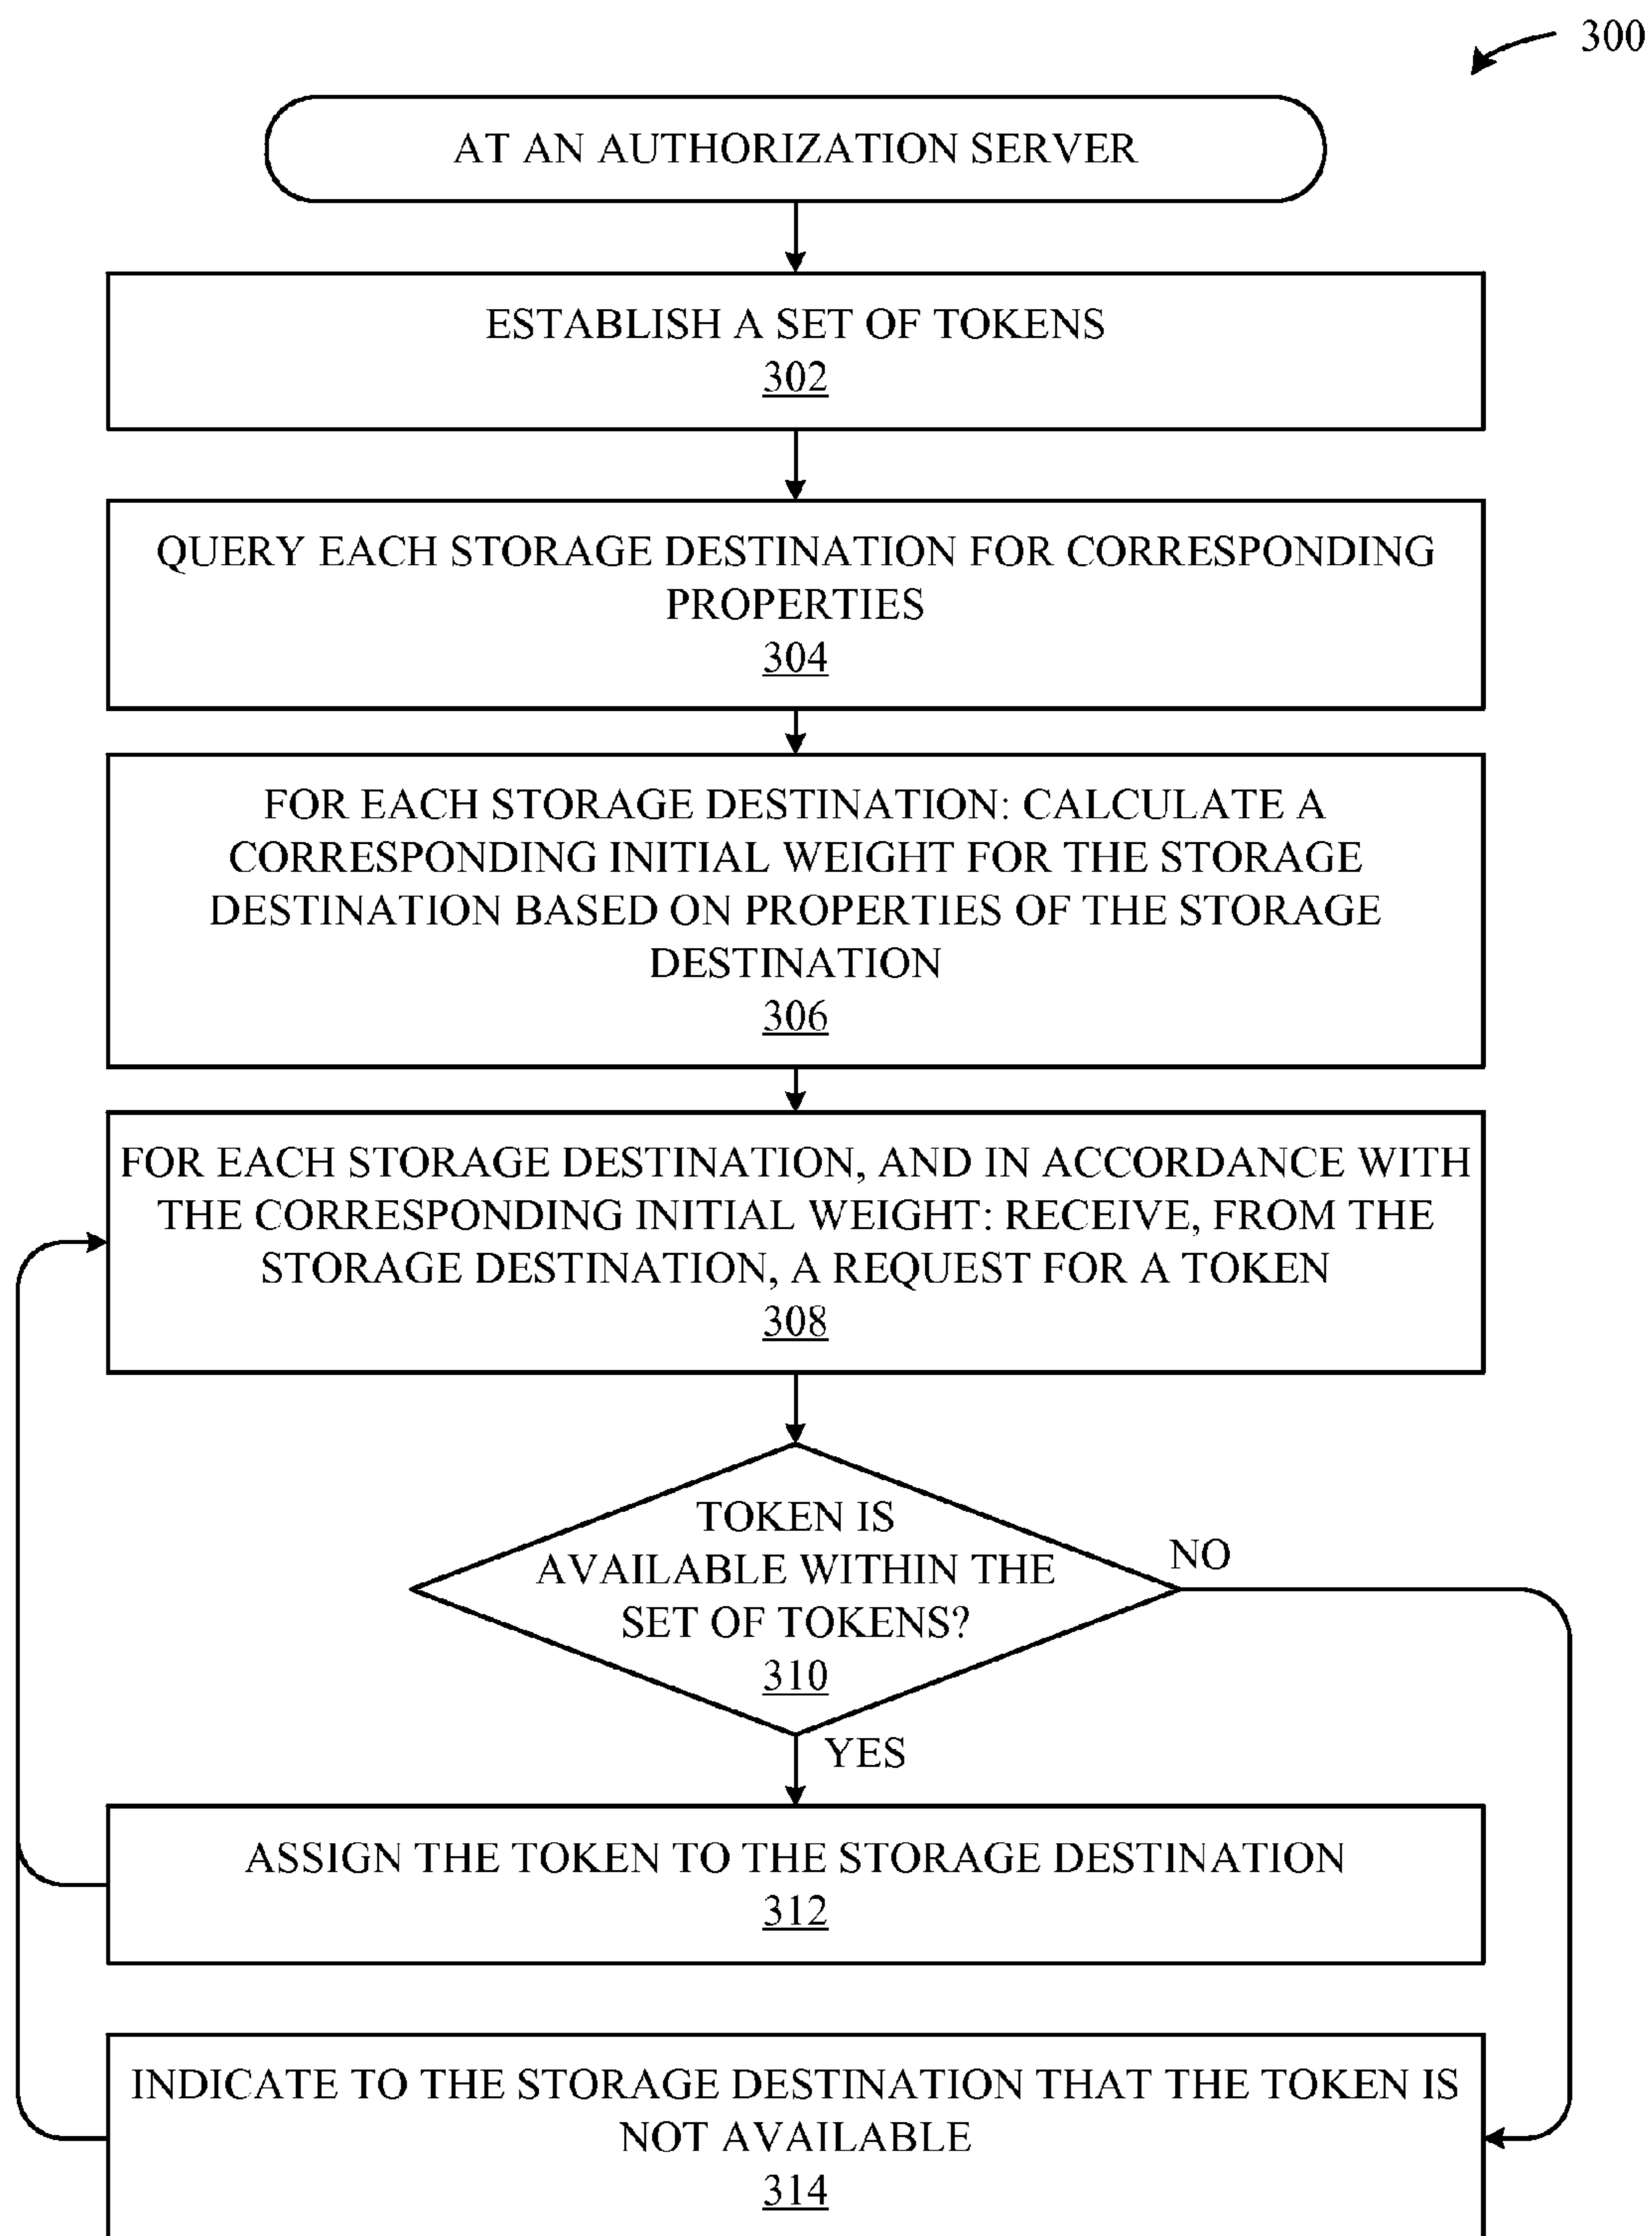 300
AT AN AUTHORIZATION SERVER
ESTABLISH A SET OF TOKENS
302
QUERY EACH STORAGE DESTINATION FOR CORRESPONDING
PROPERTIES
304
FOR EACH STORAGE DESTINATION: CALCULATE A
CORRESPONDING INITIAL WEIGHT FOR THE STORAGE
DESTINATION BASED ON PROPERTIES OF THE STORAGE
DESTINATION
306
FOR EACH STORAGE DESTINATION, AND IN ACCORDANCE WITH
THE CORRESPONDING INITIAL WEIGHT: RECEIVE, FROM THE
STORAGE DESTINATION, A REQUEST FOR A TOKEN
308
TOKEN IS
AVAILABLE WITHIN THE
SET OF TOKENS?
310
NO
YES
ASSIGN THE TOKEN TO THE STORAGE DESTINATION
312
INDICATE TO THE STORAGE DESTINATION THAT THE TOKEN IS
NOT AVAILABLE
314